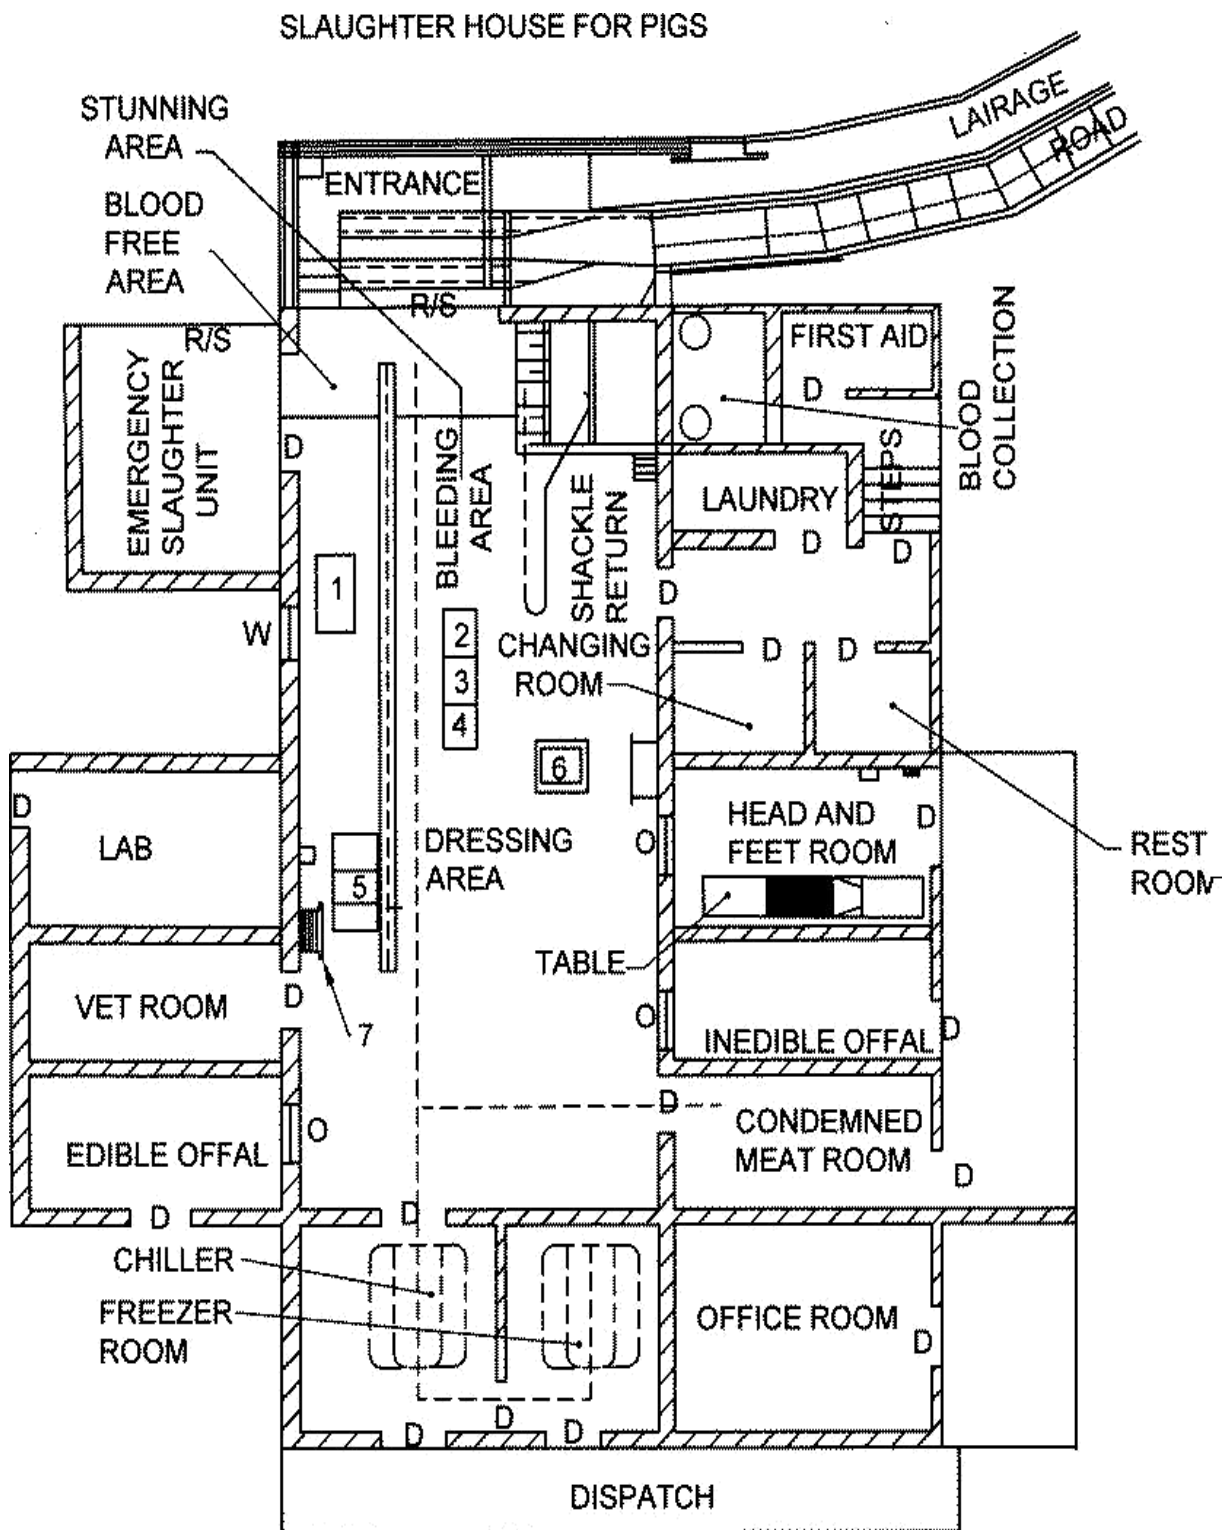 SLAUGHTER HOUSE FOR PIGS
STUNNING
AREA
LAIRAGE
ROAD
ENTRANCE
BLOOD
FREE
AREA
R/S
R/S
FIRST AID
D
BLOOD
COLLECTION
EMERGENCY
SLAUGHTER
UNIT
D
BLEEDING
AREA
SHACKLE
RETURN
LAUNDRY
STEPS
D
D
1
D
W
2
3
4
CHANGING
ROOM
D
D
6
D
LAB
5
DRESSING
AREA
O
HEAD AND
FEET ROOM
D
REST
ROOM
TABLE
VET ROOM
D
7
O
INEDIBLE OFFAL
D
EDIBLE OFFAL
O
D
CONDEMNED
MEAT ROOM
D
D
D
CHILLER
FREEZER
ROOM
OFFICE ROOM
D
D
D
D
DISPATCH